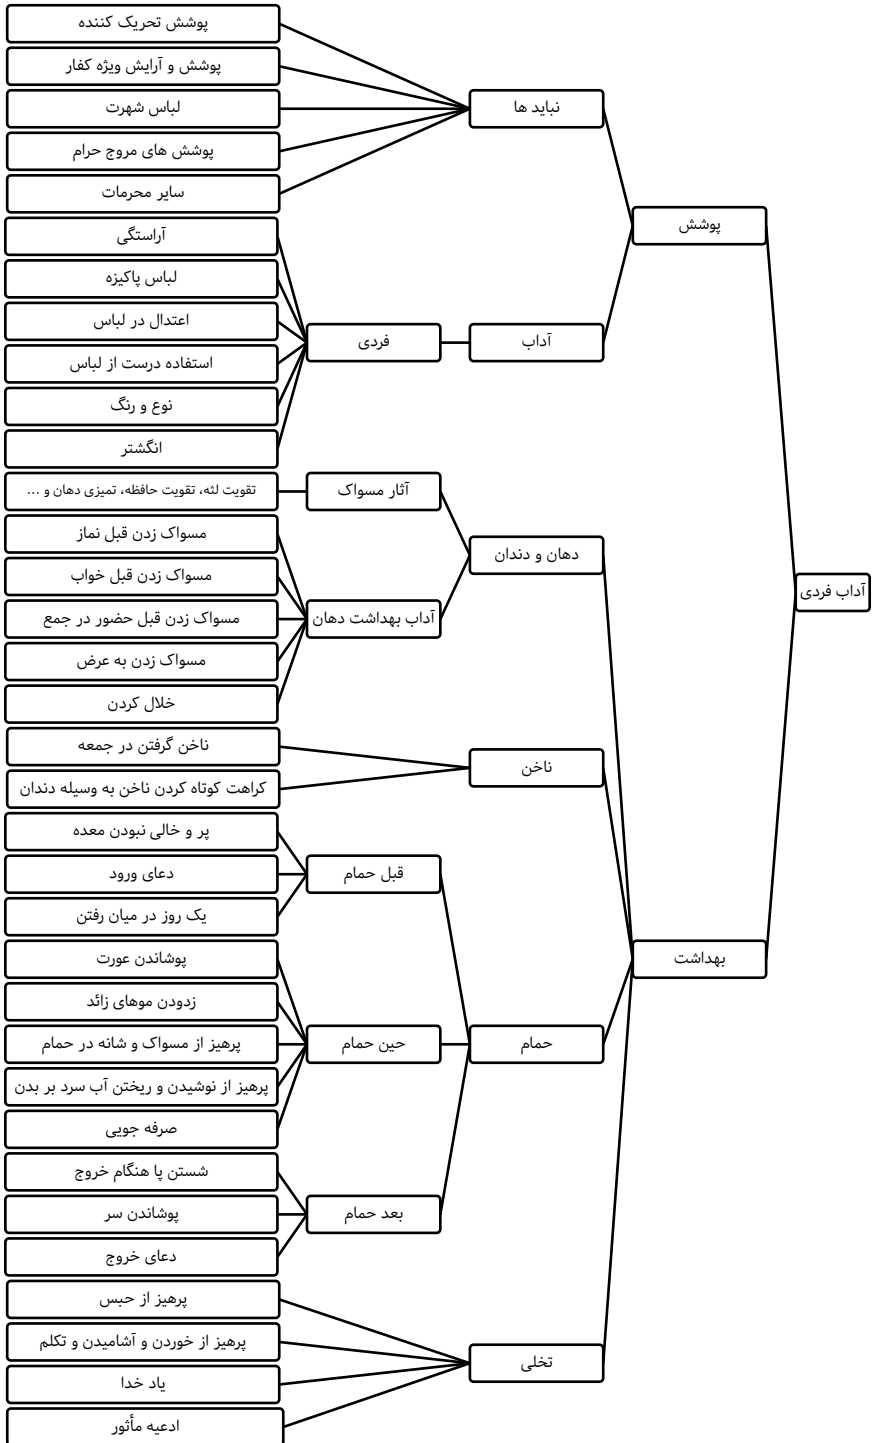 آداب فردی
پوشش
نباید ها
پوشش تحریک کننده
پوشش و آرایش ویژه کفار
لباس شهرت
پوشش های مروج حرام
سایر محرمات
آداب
فردی
آراستگی
لباس پاکیزه
اعتدال در لباس
استفاده درست از لباس
نوع و رنگ
انگشتر
بهداشت
دهان و دندان
آثار مسواک
تقویت لثه، تقویت حافظه، تمیزی دهان و ...
آداب بهداشت دهان
مسواک زدن قبل نماز
مسواک زدن قبل خواب
مسواک زدن قبل حضور در جمع
مسواک زدن به عرض
خلال کردن
ناخن
ناخن گرفتن در جمعه
کراهت کوتاه کردن ناخن به وسیله دندان
حمام
قبل حمام
پر و خالی نبودن معده
دعای ورود
یک روز در میان رفتن
حین حمام
پوشاندن عورت
زدودن موهای زائد
پرهیز از مسواک و شانه در حمام
پرهیز از نوشیدن و ریختن آب سرد بر بدن
صرفه جویی
بعد حمام
شستن پا هنگام خروج
پوشاندن سر
دعای خروج
تخلی
پرهیز از حبس
پرهیز از خوردن و آشامیدن و تکلم
یاد خدا
ادعیه مأثور